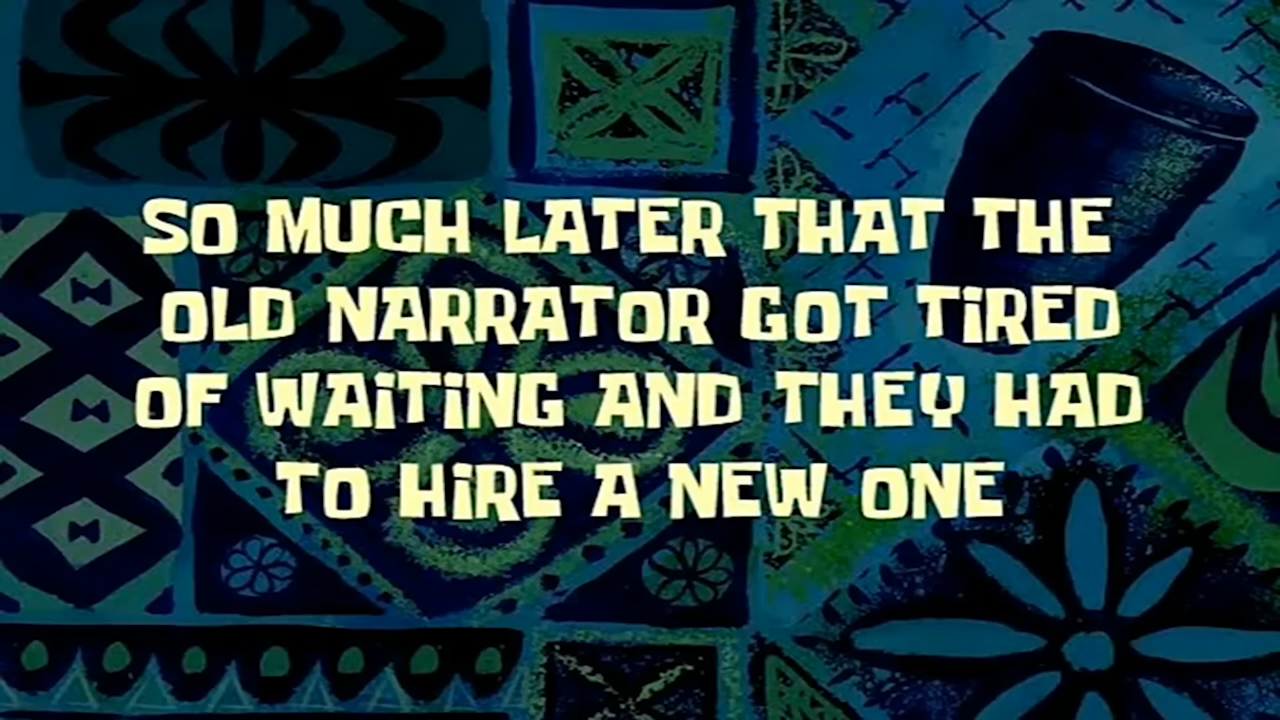 SO MUCH LATER THAT THE
OLD NARRATOR GOT TiRED
OF WAiTiNG AND THEY HAD
TO HiRE A NEW ONE